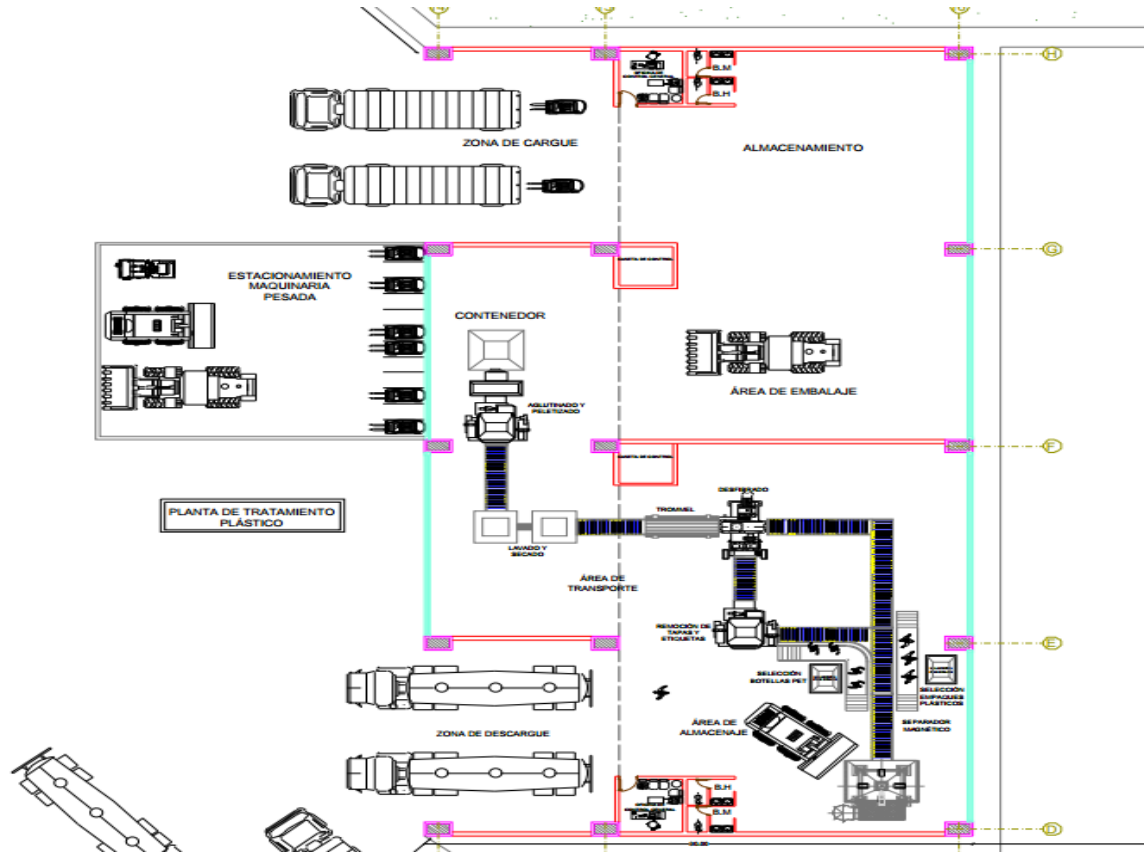 H
B.M
B.H
ZONA DE CARGUE
ALMACENAMIENTO
G
ESTACIONAMIENTO
MAQUINARIA
PESADA
CONTENEDOR
ÁREA DE EMBALAJE
AGLUTINADO Y
PELETIZADO
F
PLANTA DE TRATAMIENTO
PLÁSTICO
DESFIBRADO
TROMMEL
LAVADO Y
SECADO
ÁREA DE
TRANSPORTE
REMOCIÓN DE
TAPAS Y
ETIQUETAS
E
SELECCIÓN
BOTELLAS PET
SELECCIÓN
EMPAQUES
PLÁSTICOS
ÁREA DE
ALMACENAJE
SEPARADOR
MAGNÉTICO
ZONA DE DESCARGUE
B.H
B.M
D